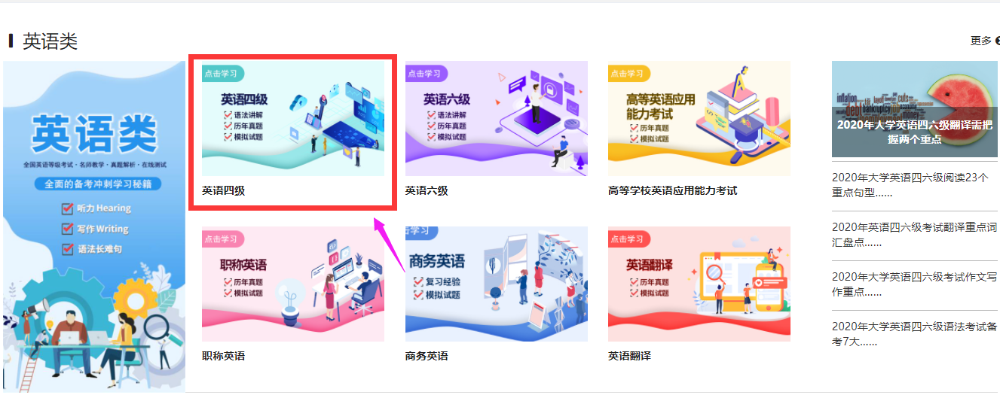 英语类
更多
英语类
全国英语等级考试·名师教学·真题解析·在线测试
全面的备考冲刺学习秘籍
听力 Hearing
写作 Writing
语法长难句
点击学习
英语四级
语法讲解
历年真题
模拟试题
英语四级
点击学习
英语六级
语法讲解
历年真题
模拟试题
英语六级
点击学习
高等英语应用
能力考试
历年真题
模拟试题
高等学校英语应用能力考试
点击学习
职称英语
历年真题
模拟试题
职称英语
击学习
商务英语
复习经验
模拟试题
商务英语
点击学习
英语翻译
历年真题
模拟试题
英语翻译
inflation
layoff
cuts
debt
bankruptcy
job
money
2020年大学英语四六级翻译需把
握两个重点
2020年大学英语四六级阅读23个
重点句型......
2020年英语四六级考试翻译重点词
汇盘点......
2020年大学英语四六级考试作文写
作重点......
2020年大学英语四六级语法考试备
考7大......